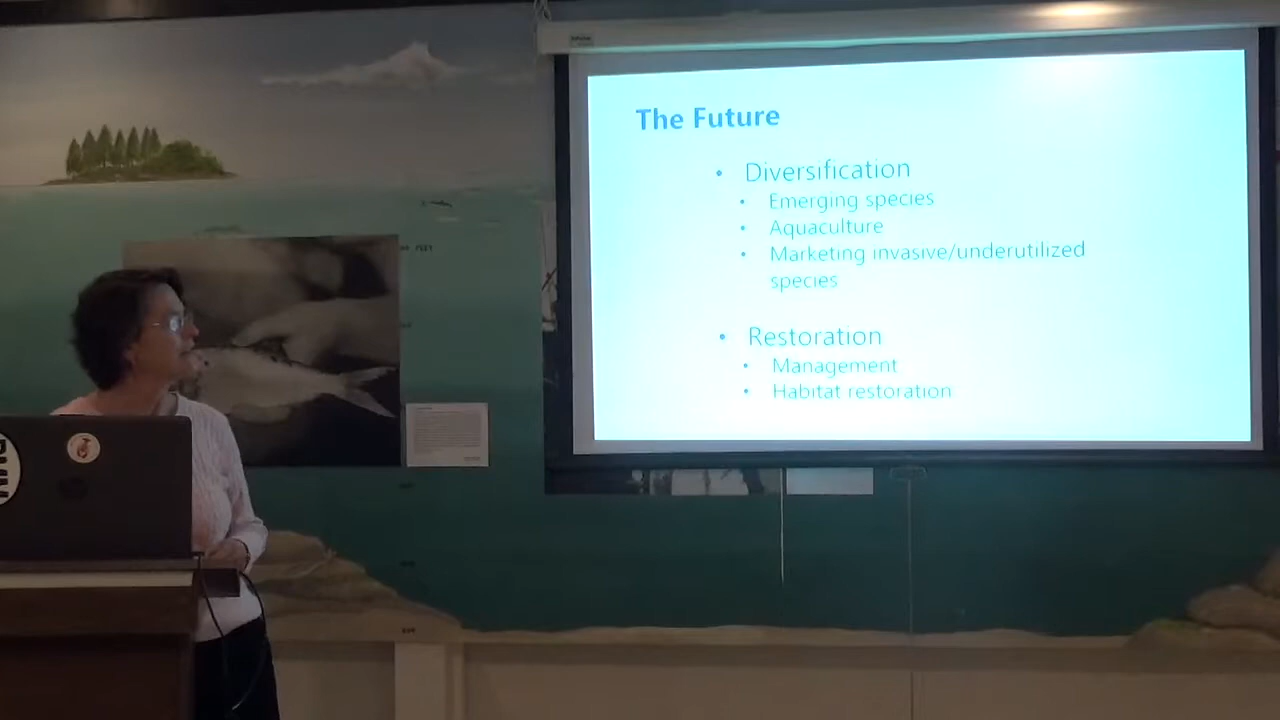 The Future
• Diversification
• Emerging species
• Aquaculture
• Marketing invasive/underutilized
species
• Restoration
• Management
• Habitat restoration